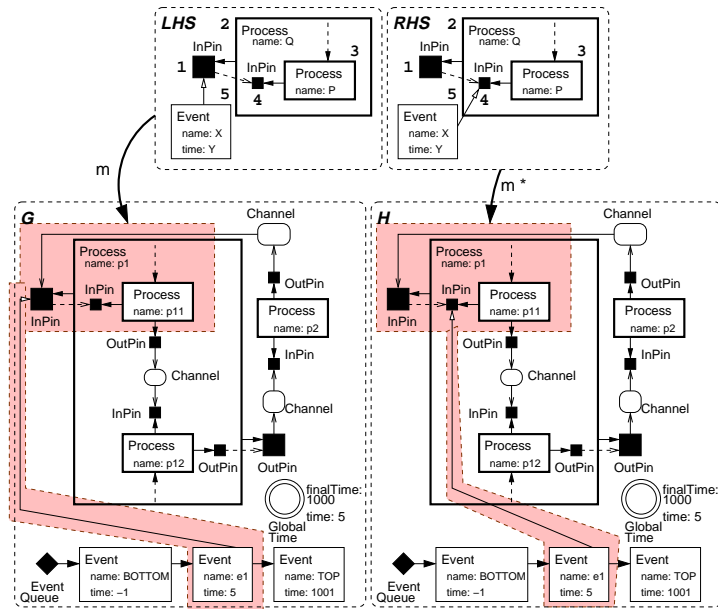 LHS
2
Process
name: Q
InPin
3
1
InPin
Process
name: P
5
4
Event
name: X
time: Y
RHS
2
Process
name: Q
InPin
3
1
InPin
Process
name: P
5
4
Event
name: X
time: Y
m
m *
G
Channel
Process
name: p1
OutPin
InPin
Process
name: p11
InPin
Process
name: p2
OutPin
InPin
Channel
Channel
InPin
Process
name: p12
OutPin
OutPin
finalTime:
1000
time: 5
Global
Time
Event
Queue
Event
name: BOTTOM
time: −1
Event
name: e1
time: 5
Event
name: TOP
time: 1001
H
Channel
Process
name: p1
OutPin
InPin
Process
name: p11
InPin
Process
name: p2
OutPin
InPin
Channel
Channel
InPin
Process
name: p12
OutPin
OutPin
finalTime:
1000
time: 5
Global
Time
Event
Queue
Event
name: BOTTOM
time: −1
Event
name: e1
time: 5
Event
name: TOP
time: 1001